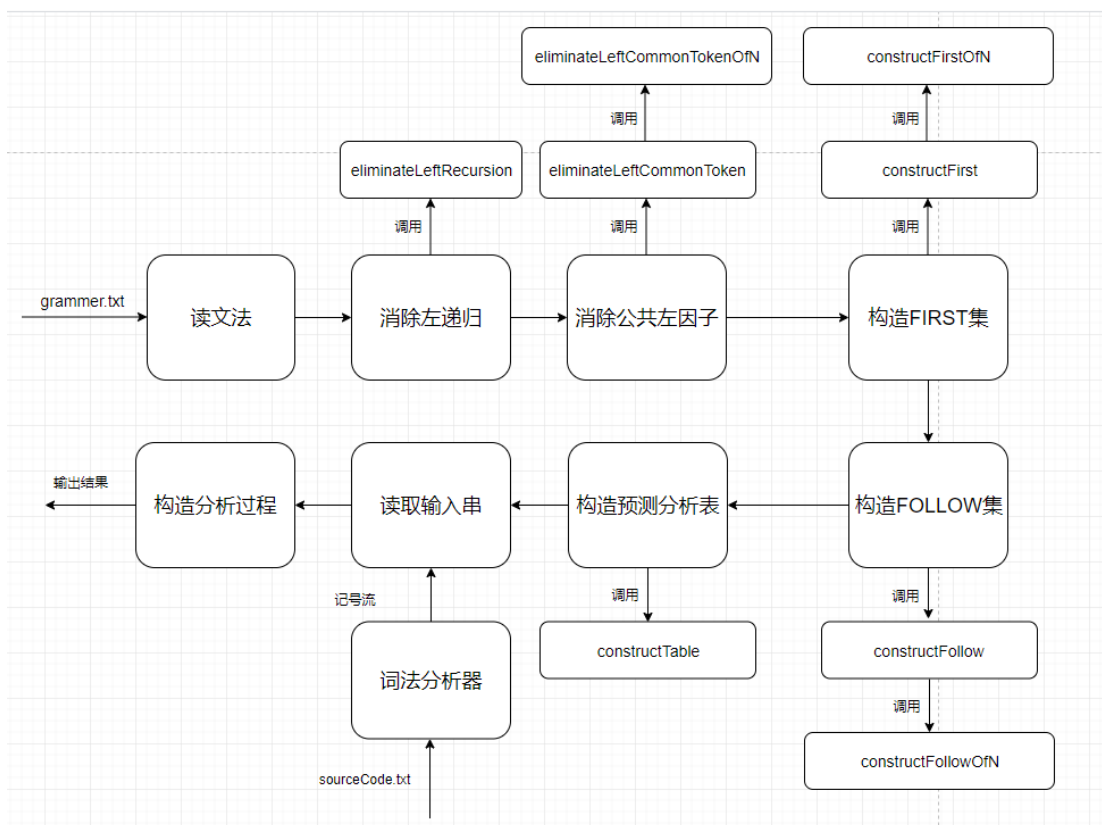 eliminateLeftCommonTokenOfN
constructFirstOfN
调用
调用
eliminateLeftRecursion
eliminateLeftCommonToken
constructFirst
调用
调用
调用
grammer.txt
读文法
消除左递归
消除公共左因子
构造FIRST集
输出结果
构造分析过程
读取输入串
构造预测分析表
构造FOLLOW集
记号流
调用
调用
词法分析器
constructTable
constructFollow
调用
sourceCode.txt
constructFollowOfN